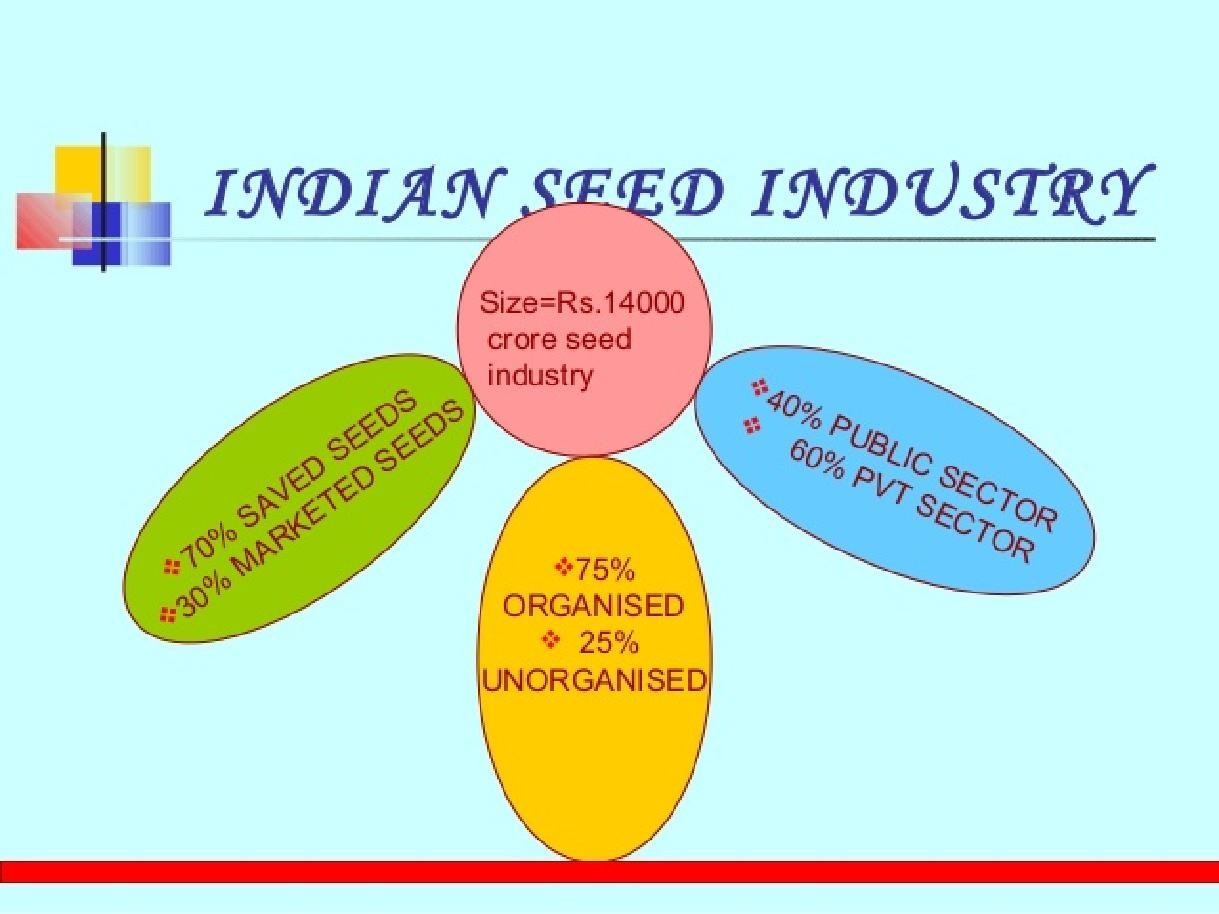 INDIAN SEED INDUSTRY
Size=Rs.14000
crore seed
industry
❖70% SAVED SEEDS
❖30% MARKETED SEEDS
❖75%
ORGANISED
❖ 25%
UNORGANISED
❖40% PUBLIC SECTOR
❖ 60% PVT SECTOR